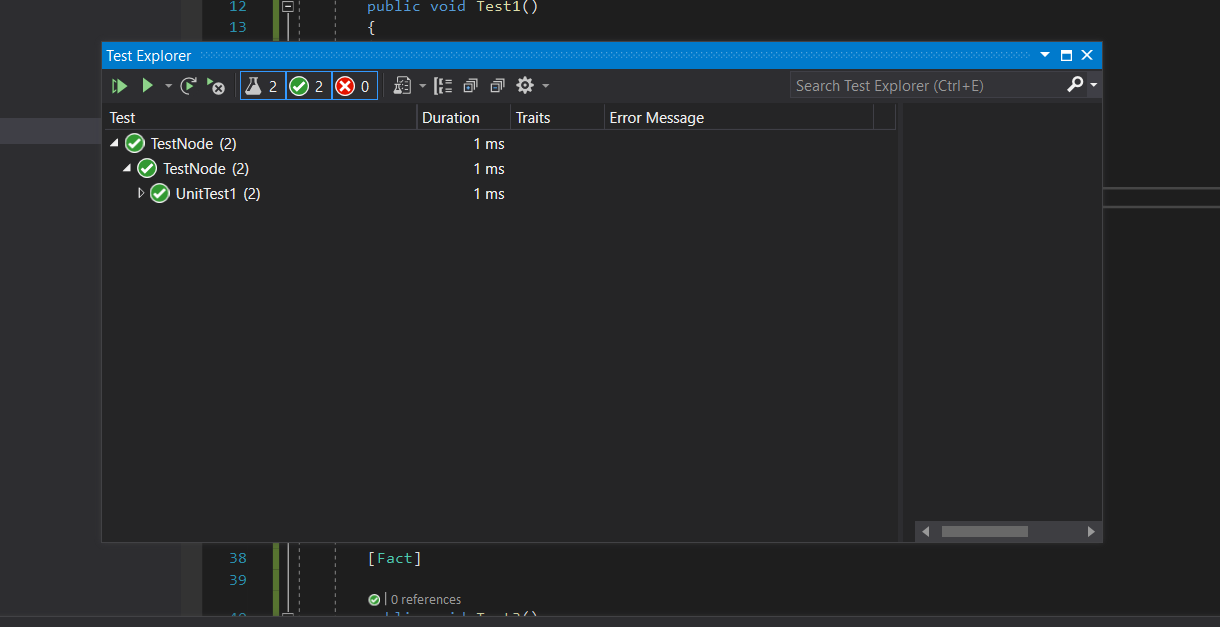 12 public void Test1()
13 {
Test Explorer
2 2 0 Search Test Explorer (Ctrl+E)
Test Duration Traits Error Message
TestNode (2) 1 ms
TestNode (2) 1 ms
UnitTest1 (2) 1 ms
38 [Fact]
39
0 references